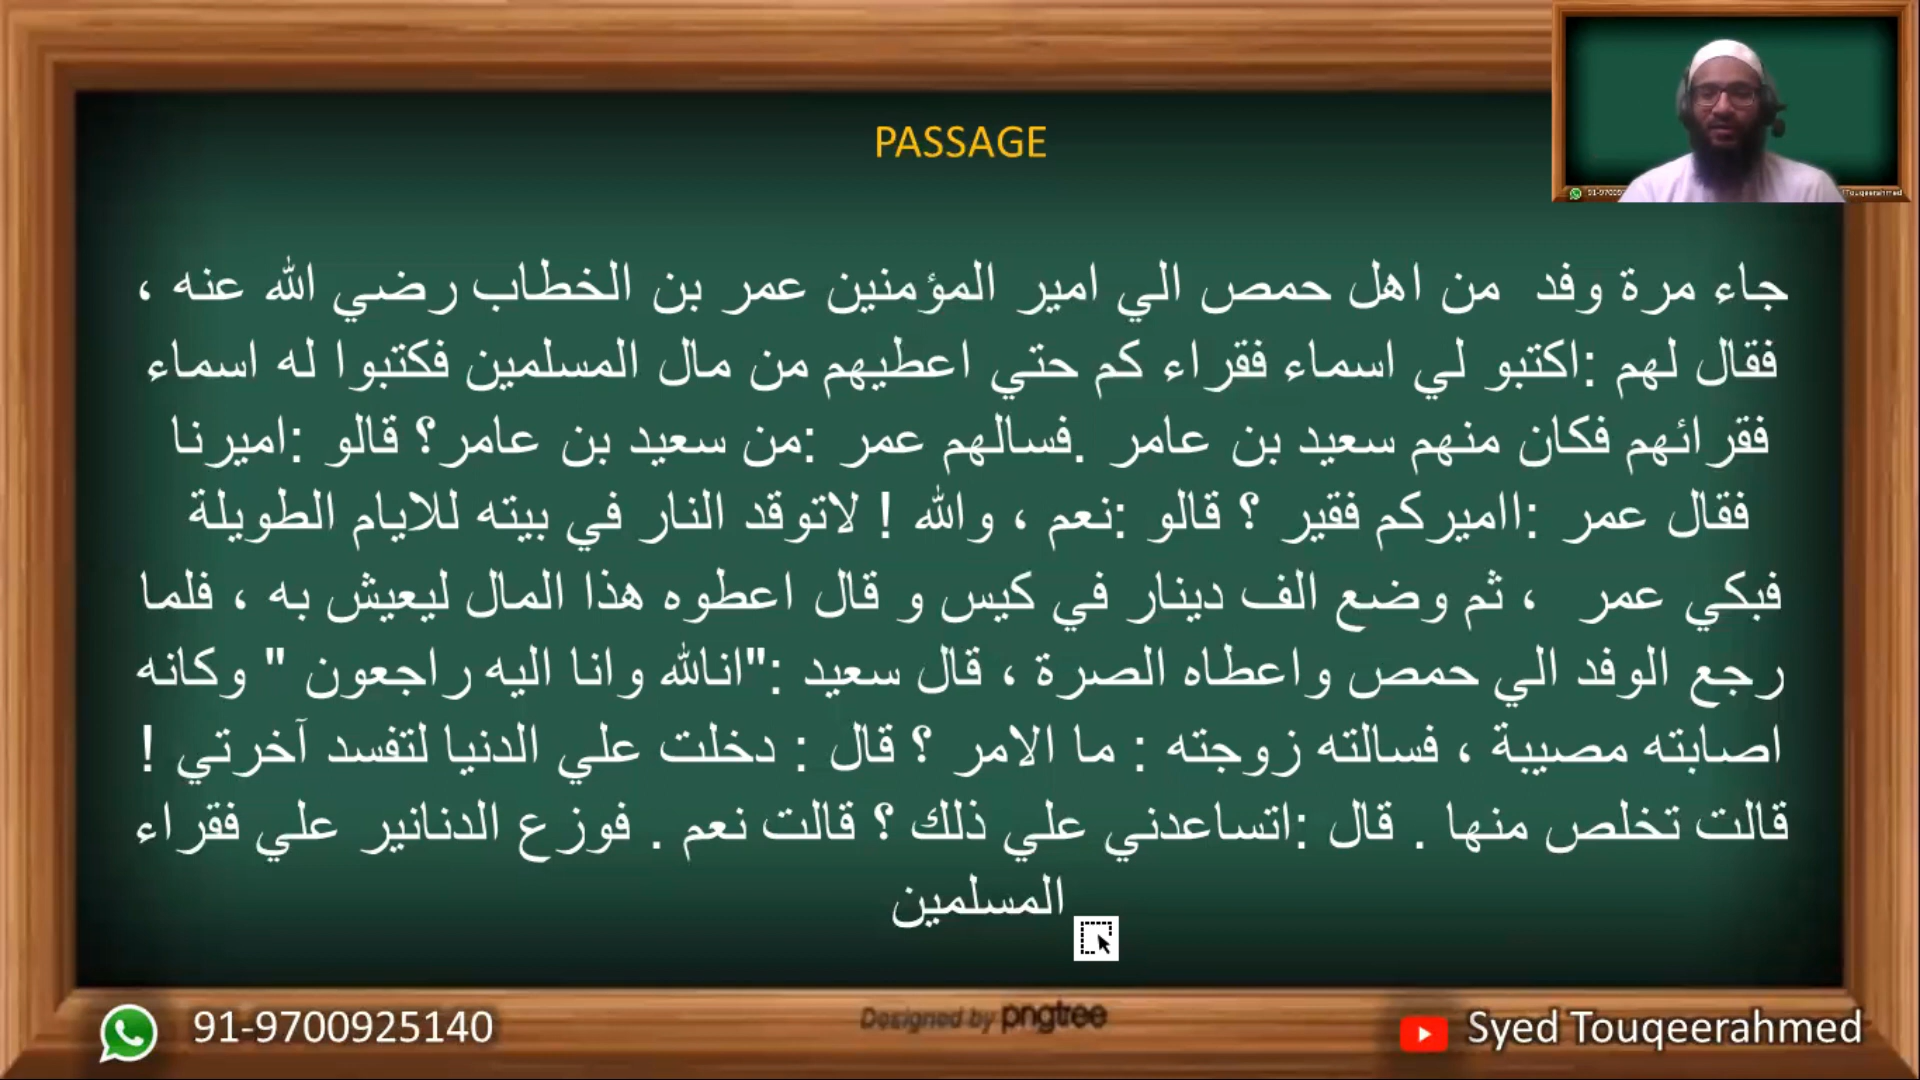 PASSAGE
جاء مرة وفد من اهل حمص الي امير المؤمنين عمر بن الخطاب رضي الله عنه ،
فقال لهم :اكتبو لي اسماء فقراء كم حتي اعطيهم من مال المسلمين فكتبوا له اسماء
فقرائهم فكان منهم سعيد بن عامر .فسالهم عمر :من سعيد بن عامر؟ قالو :اميرنا
فقال عمر :ااميركم فقير ؟ قالو :نعم ، والله ! لاتوقد النار في بيته للايام الطويلة
فبكي عمر ، ثم وضع الف دينار في كيس و قال اعطوه هذا المال ليعيش به ، فلما
رجع الوفد الي حمص واعطاه الصرة ، قال سعيد :"انالله وانا اليه راجعون " وكانه
اصابته مصيبة ، فسالته زوجته : ما الامر ؟ قال : دخلت علي الدنيا لتفسد آخرتي !
قالت تخلص منها . قال :اتساعدني علي ذلك ؟ قالت نعم . فوزع الدنانير علي فقراء
المسلمين
91-9700925140
Designed by pngtree
Syed Touqeerahmed